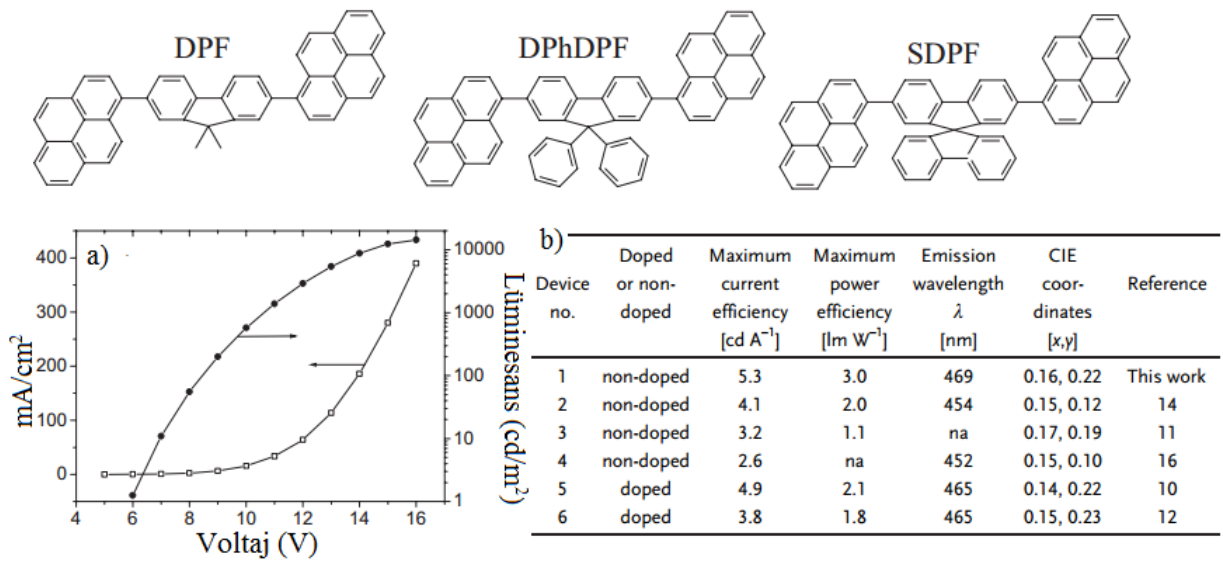 DPF
DPhDPF
SDPF
a)
mA/cm²
400
300
200
100
0
10000
1000
100
10
1
Lüminesans (cd/m²)
4 6 8 10 12 14 16
Voltaj (V)
b)
Device no. Doped or non-doped Maximum current efficiency [cd A⁻¹] Maximum power efficiency [lm W⁻¹] Emission wavelength λ [nm] CIE coor-dinates [x,y] Reference
1 non-doped 5.3 3.0 469 0.16, 0.22 This work
2 non-doped 4.1 2.0 454 0.15, 0.12 14
3 non-doped 3.2 1.1 na 0.17, 0.19 11
4 non-doped 2.6 na 452 0.15, 0.10 16
5 doped 4.9 2.1 465 0.14, 0.22 10
6 doped 3.8 1.8 465 0.15, 0.23 12